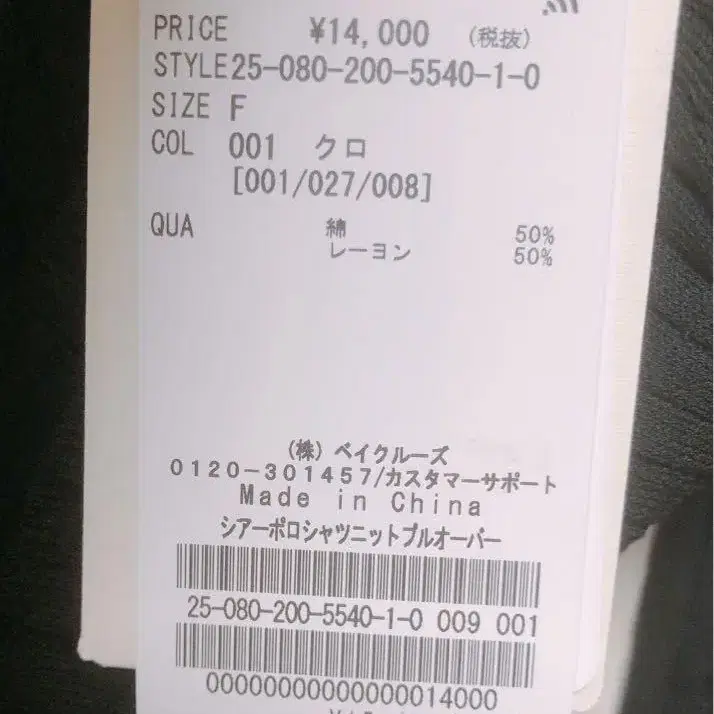 PRICE ¥14,000 (税抜)
STYLE25-080-200-5540-1-0
SIZE F
COL 001 クロ
[001/027/008]
QUA 綿 50%
レーヨン 50%
(株)ベイクルーズ
0120-301457/カスタマーサポート
Made in China
シアーポロシャツニットプルオーバー
25-080-200-5540-1-0 009 001
00000000000000014000